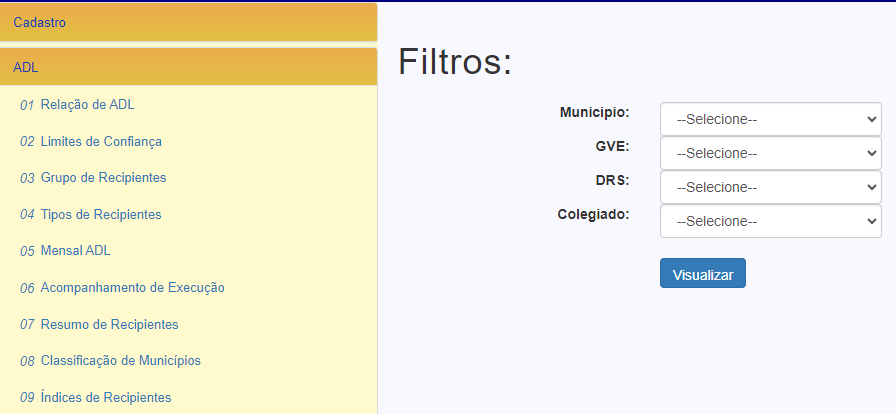 Cadastro
ADL
01 Relação de ADL
02 Limites de Confiança
03 Grupo de Recipientes
04 Tipos de Recipientes
05 Mensal ADL
06 Acompanhamento de Execução
07 Resumo de Recipientes
08 Classificação de Municípios
09 Índices de Recipientes
Filtros:
Municipio: --Selecione--
GVE: --Selecione--
DRS: --Selecione--
Colegiado: --Selecione--
Visualizar